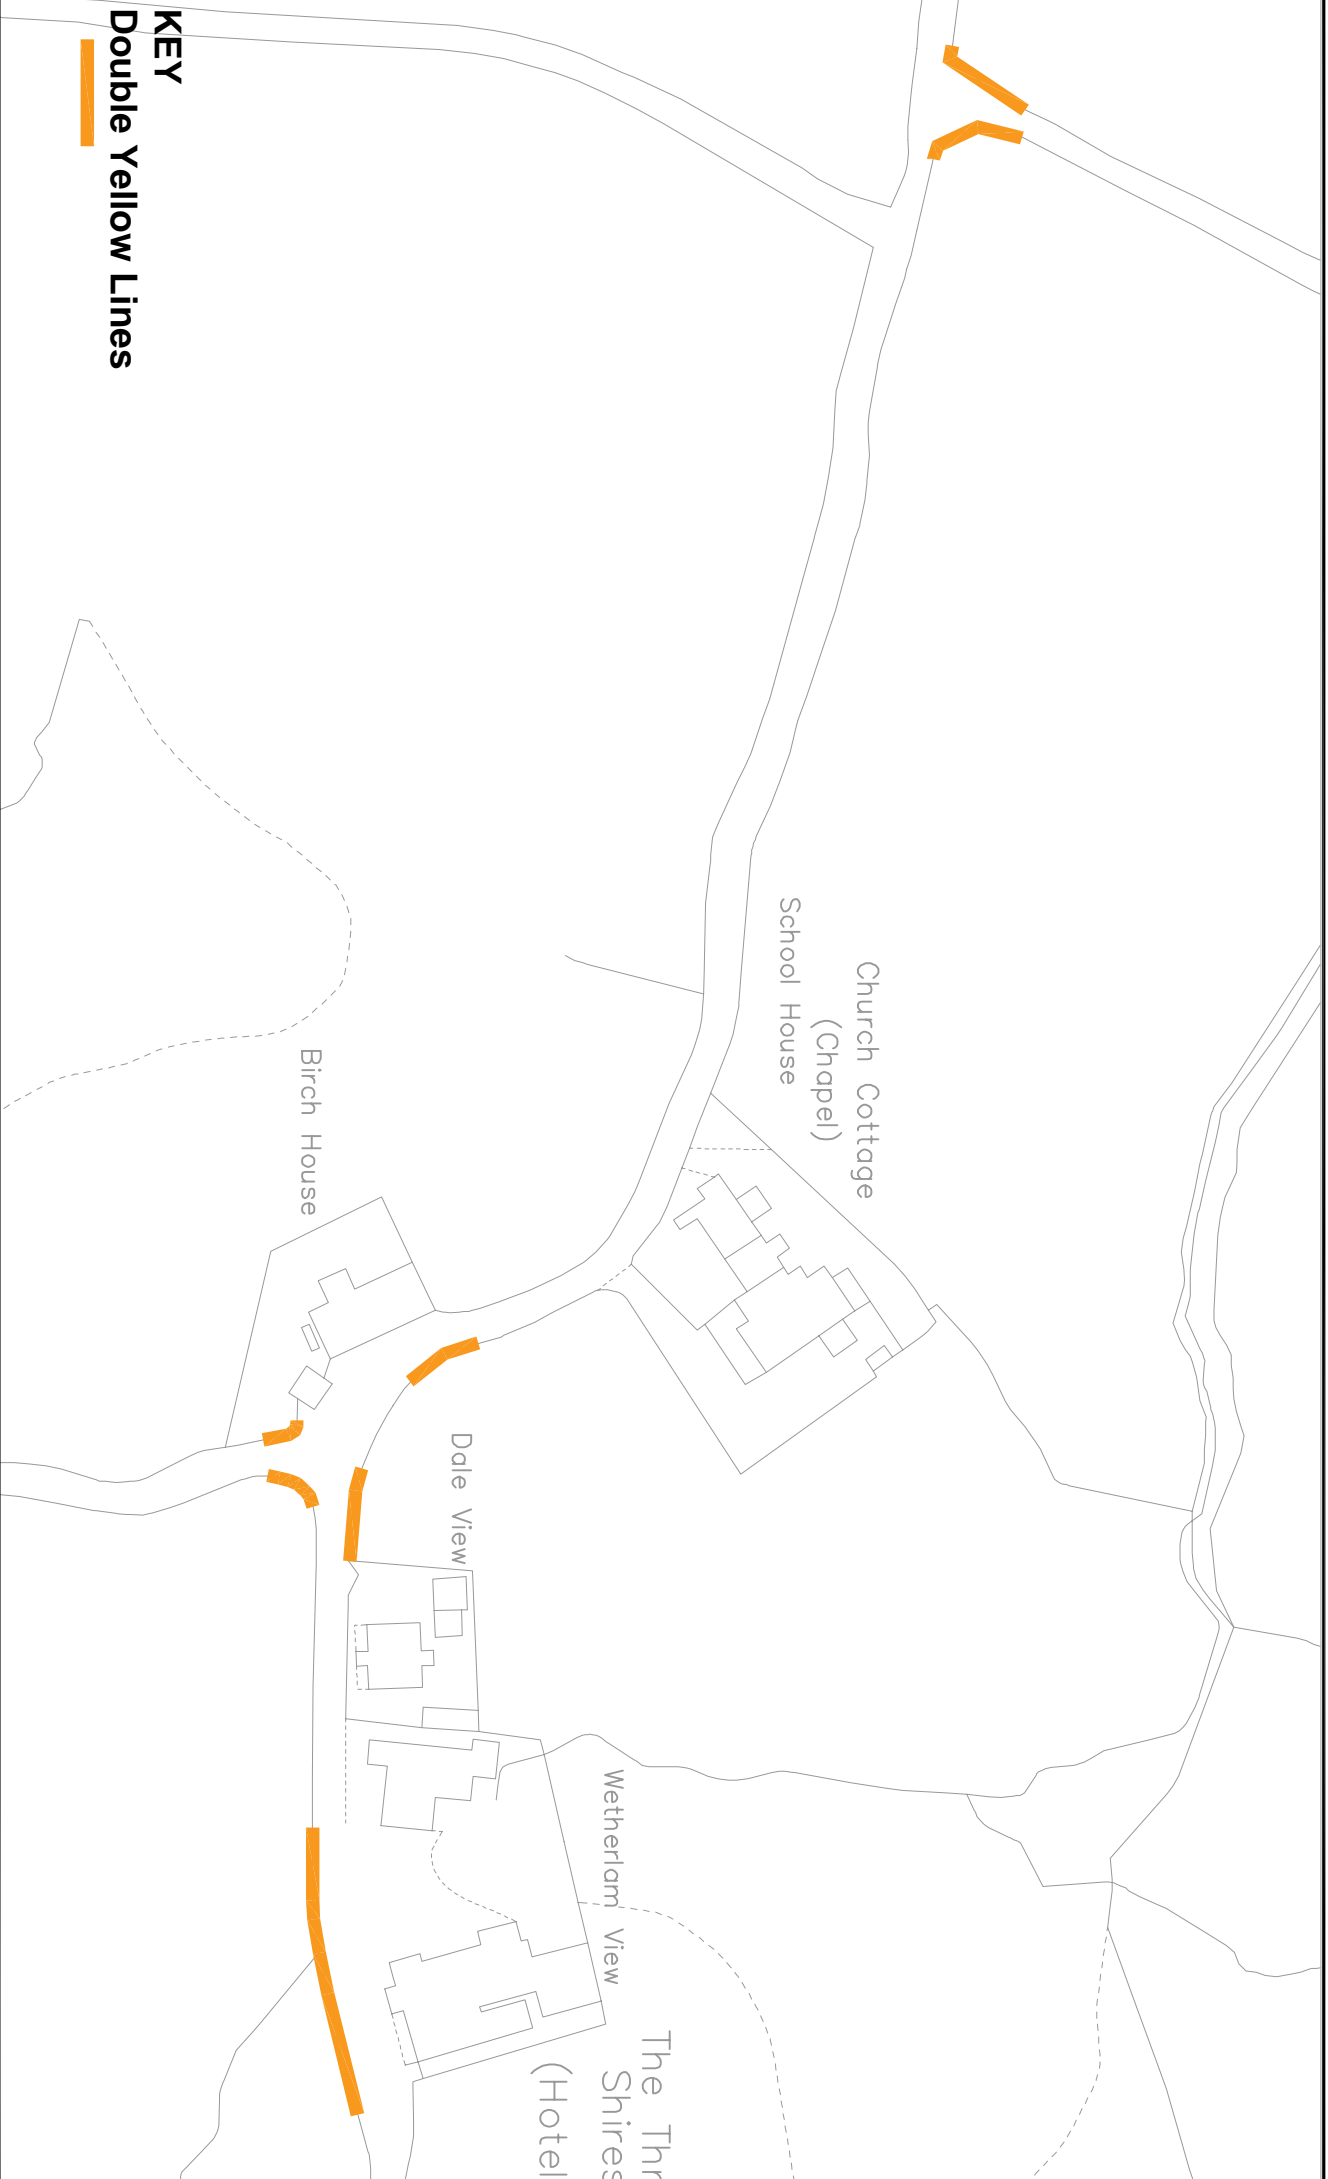 KEY
Double Yellow Lines
Church Cottage
(Chapel)
School House
Birch House
Dale View
Wetherlam View
The Thr
Shires
(Hotel